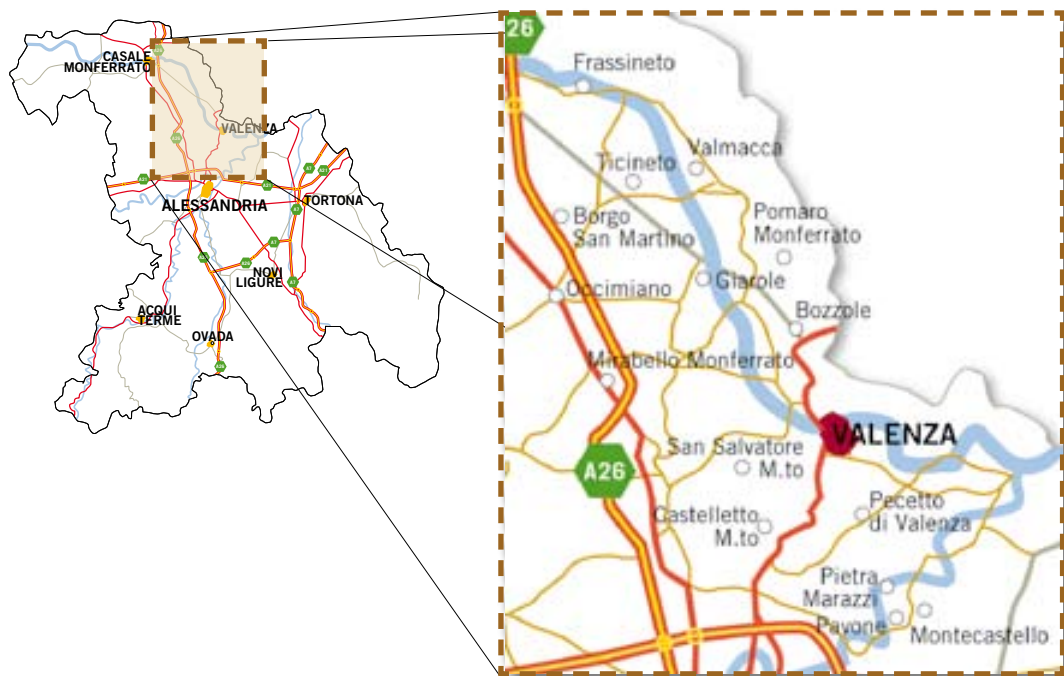 CASALE
MONFERRATO
VALENZA
ALESSANDRIA
TORTONA
NOVI
LIGURE
ACQUI
TERME
OVADA
26
Frassineto
Valmacca
Ticineto
Pomaro
Monferrato
Borgo
San Martino
Giarole
Occimiano
Bozzole
Mirabello Monferrato
VALENZA
San Salvatore
M.to
A26
Pecetto
di Valenza
Castelletto
M.to
Pietra
Marazzi
Pavone
Montecastello